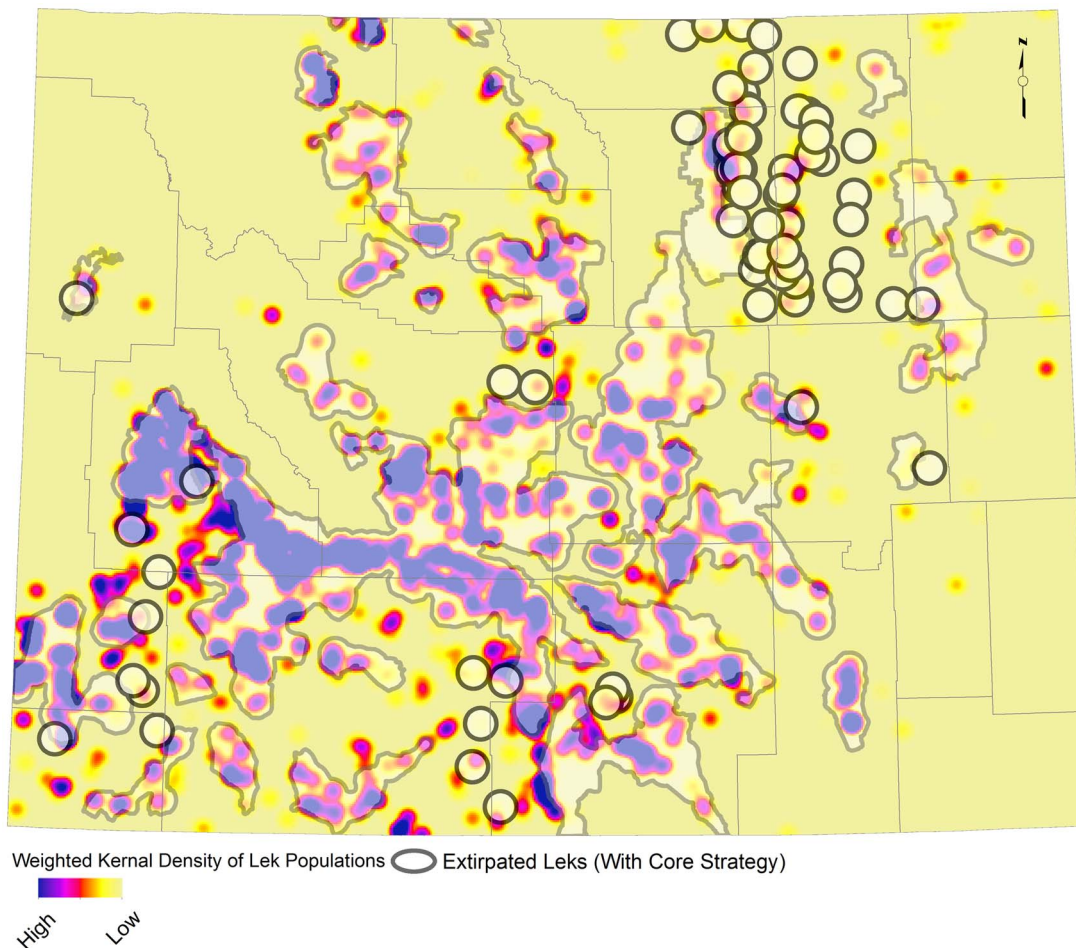 z
Weighted Kernal Density of Lek Populations Extirpated Leks (With Core Strategy)
High Low